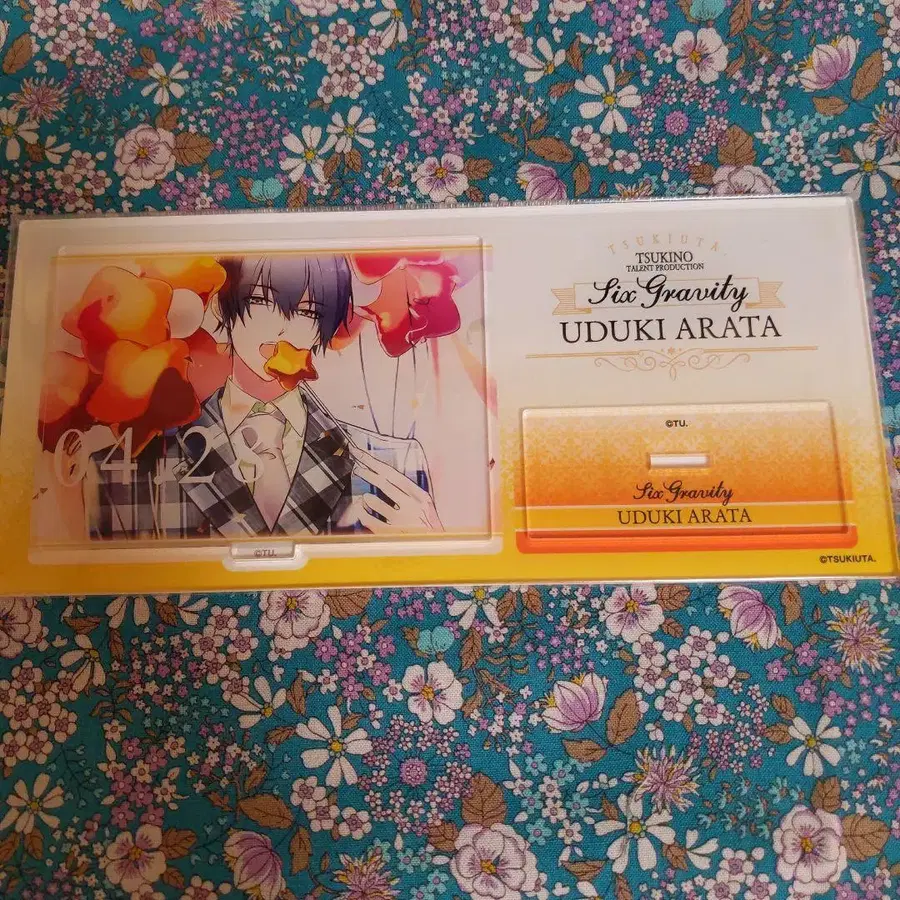 04.28
©TU.
TSUKIUTA
TSUKINO
TALENT PRODUCTION
Six Gravity
UDUKI ARATA
©TU.
Six Gravity
UDUKI ARATA
©TSUKIUTA.